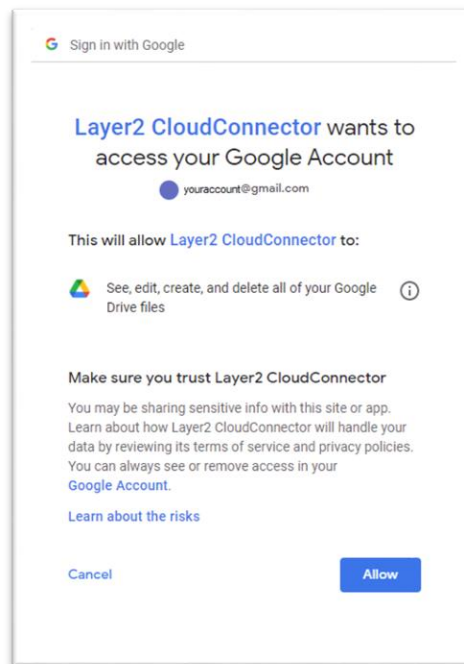 Sign in with Google
Layer2 CloudConnector wants to
access your Google Account
youraccount@gmail.com
This will allow Layer2 CloudConnector to:
See, edit, create, and delete all of your Google
Drive files
Make sure you trust Layer2 CloudConnector
You may be sharing sensitive info with this site or app.
Learn about how Layer2 CloudConnector will handle your
data by reviewing its terms of service and privacy policies.
You can always see or remove access in your
Google Account.
Learn about the risks
Cancel
Allow